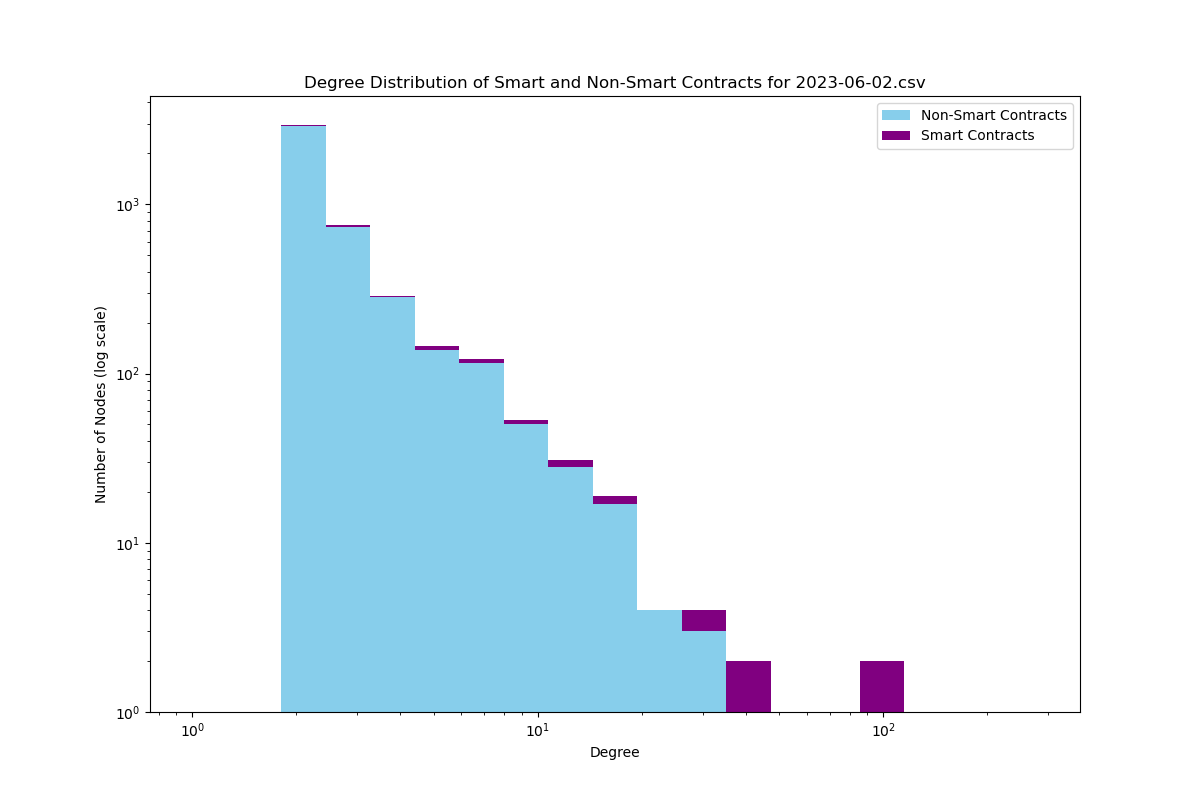 Degree Distribution of Smart and Non-Smart Contracts for 2023-06-02.csv
Non-Smart Contracts
Smart Contracts
Number of Nodes (log scale)
10³
10²
10¹
10⁰
10⁰ 10¹ 10²
Degree